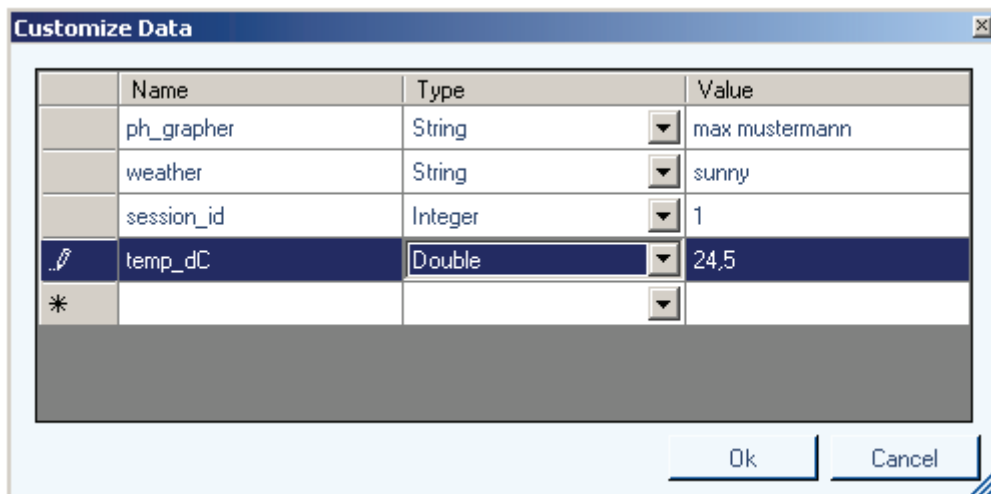 Customize Data
Name Type Value
ph_grapher String max mustermann
weather String sunny
session_id Integer 1
temp_dC Double 24,5
Ok Cancel